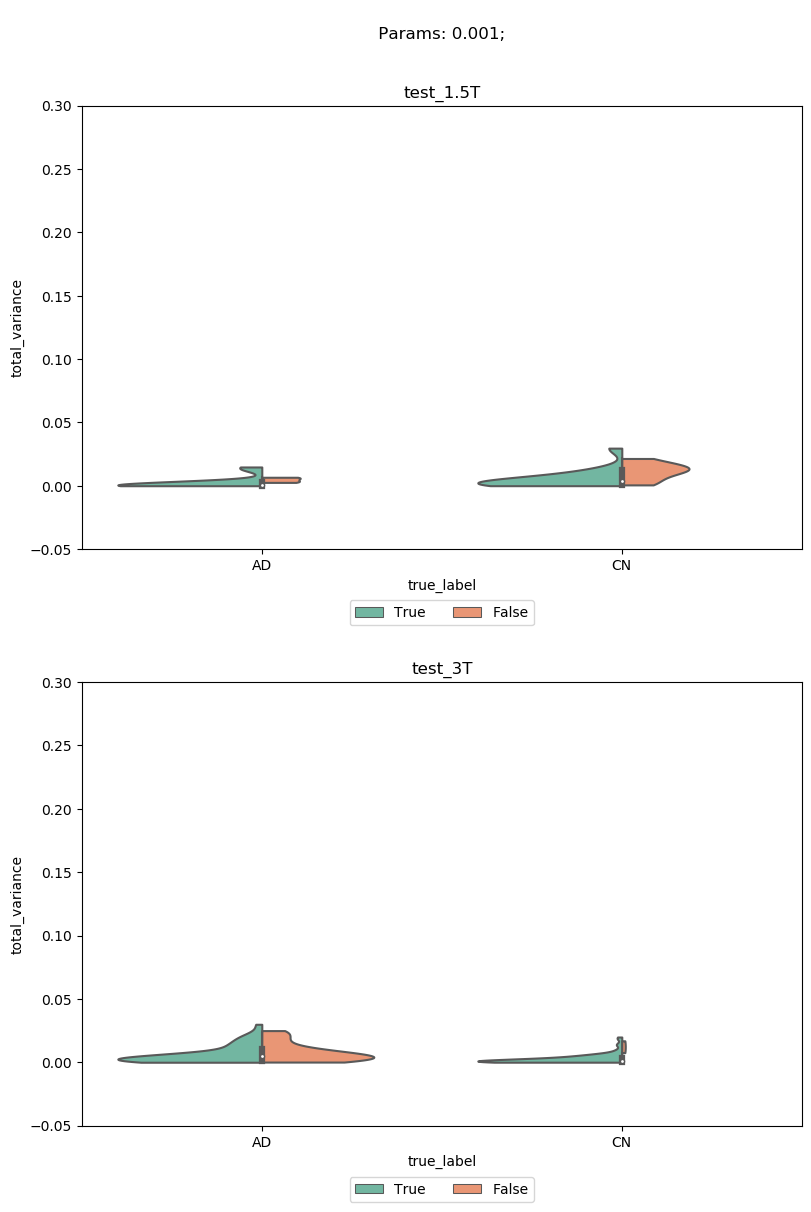 Params: 0.001;
test_1.5T
0.30
0.25
0.20
0.15
0.10
0.05
0.00
−0.05
total_variance
AD CN
true_label
True False
test_3T
0.30
0.25
0.20
0.15
0.10
0.05
0.00
−0.05
total_variance
AD CN
true_label
True False